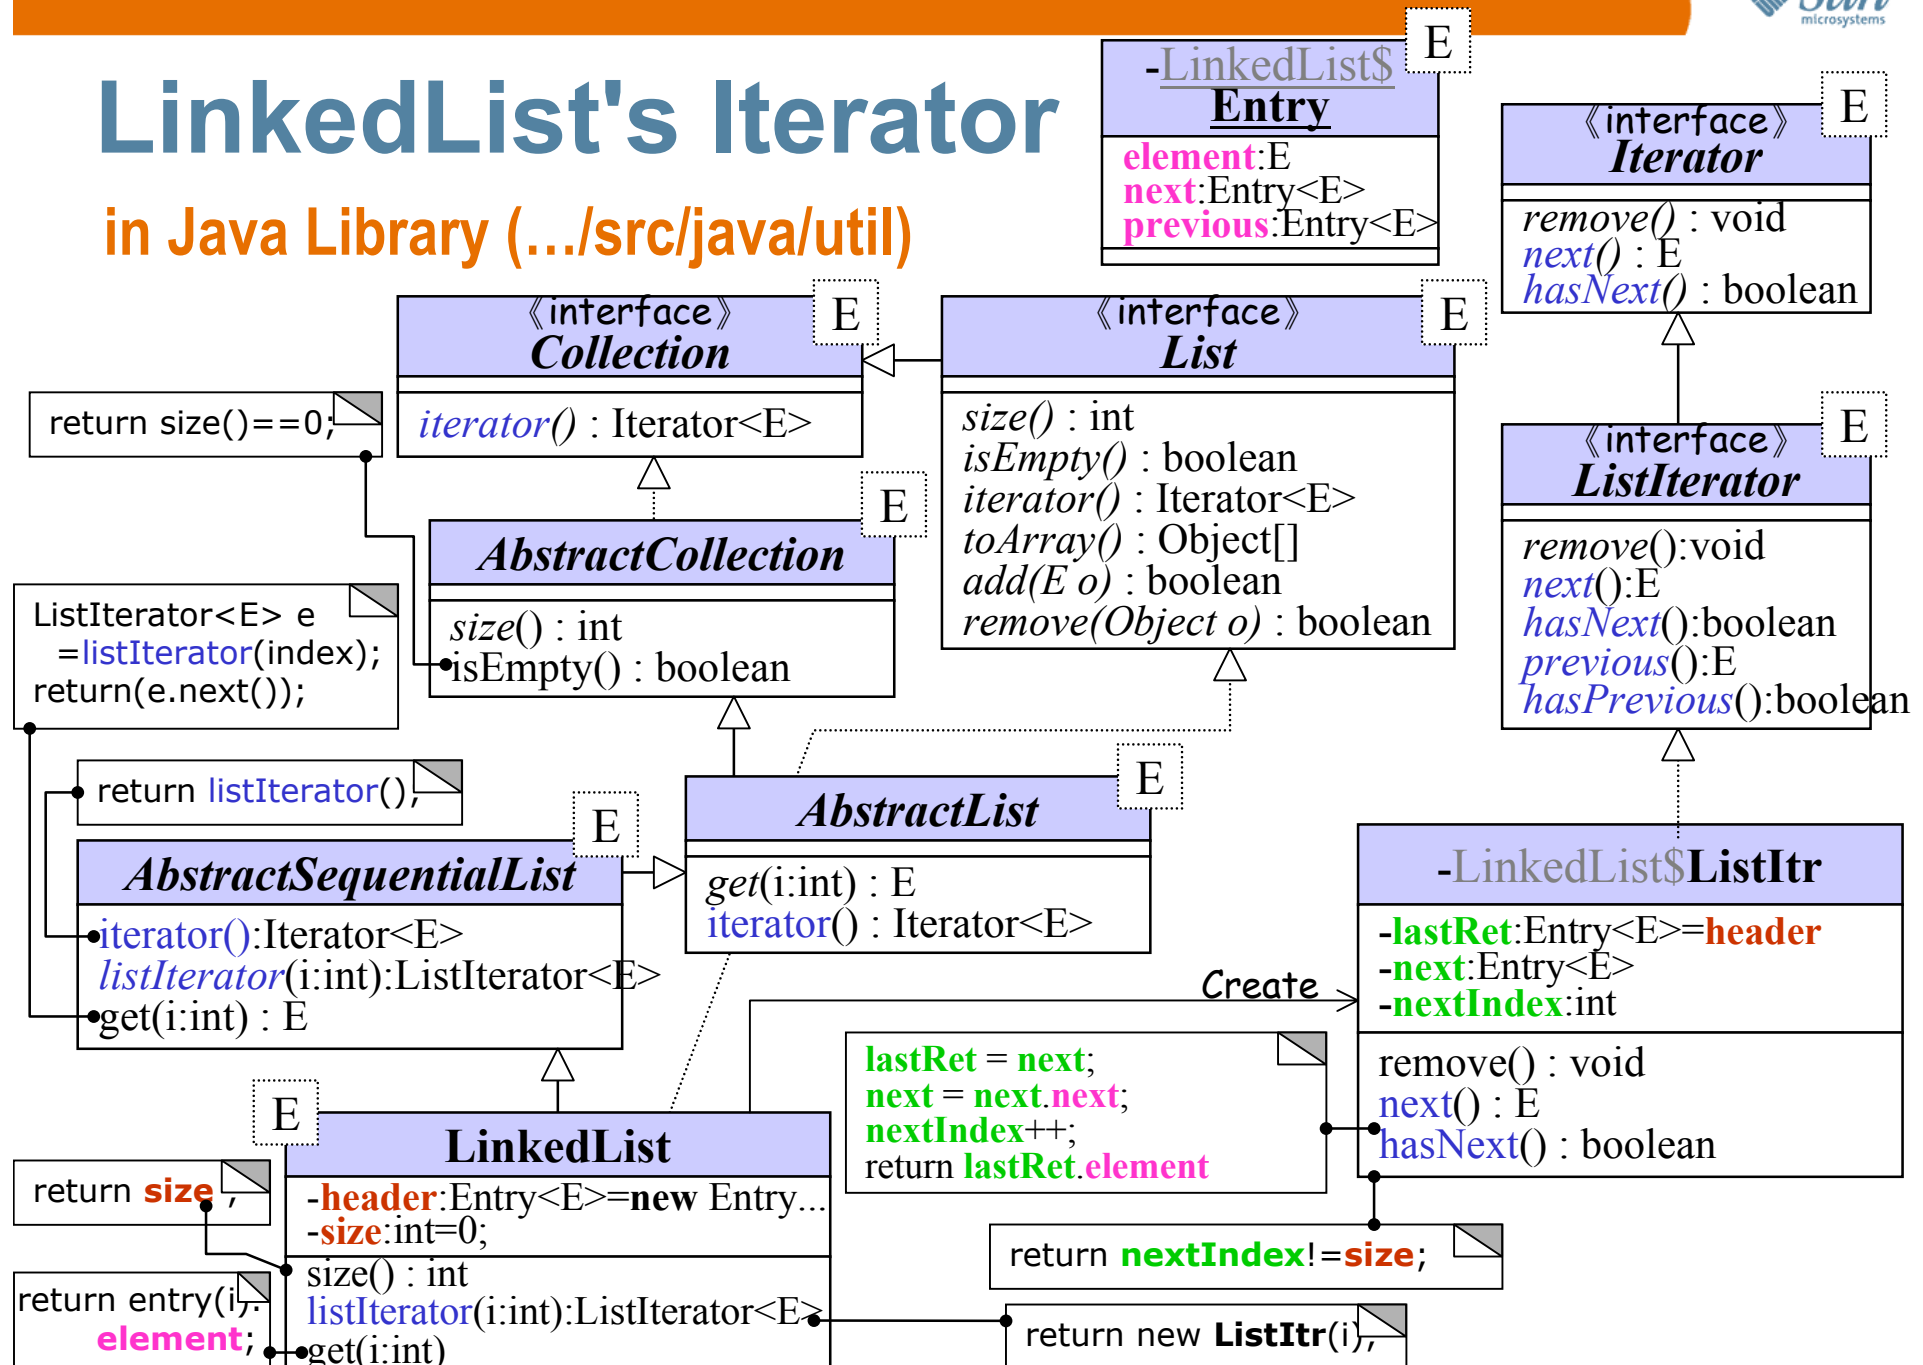 Sun
microsystems
LinkedList's Iterator
in Java Library (…/src/java/util)
E
-LinkedList$
Entry
element:E
next:Entry<E>
previous:Entry<E>
E
《interface》
Iterator
remove() : void
next() : E
hasNext() : boolean
E
《interface》
Collection
iterator() : Iterator<E>
E
《interface》
List
size() : int
isEmpty() : boolean
iterator() : Iterator<E>
toArray() : Object[]
add(E o) : boolean
remove(Object o) : boolean
E
《interface》
ListIterator
remove():void
next():E
hasNext():boolean
previous():E
hasPrevious():boolean
return size()==0;
E
AbstractCollection
size() : int
isEmpty() : boolean
ListIterator<E> e
=listIterator(index);
return(e.next());
return listIterator();
E
AbstractList
get(i:int) : E
iterator() : Iterator<E>
E
AbstractSequentialList
iterator():Iterator<E>
listIterator(i:int):ListIterator<E>
get(i:int) : E
-LinkedList$ListItr
-lastRet:Entry<E>=header
-next:Entry<E>
-nextIndex:int
remove() : void
next() : E
hasNext() : boolean
Create
lastRet = next;
next = next.next;
nextIndex++;
return lastRet.element
E
LinkedList
-header:Entry<E>=new Entry...
-size:int=0;
size() : int
listIterator(i:int):ListIterator<E>
get(i:int)
return size ;
return entry(i).
element;
return nextIndex!=size;
return new ListItr(i);